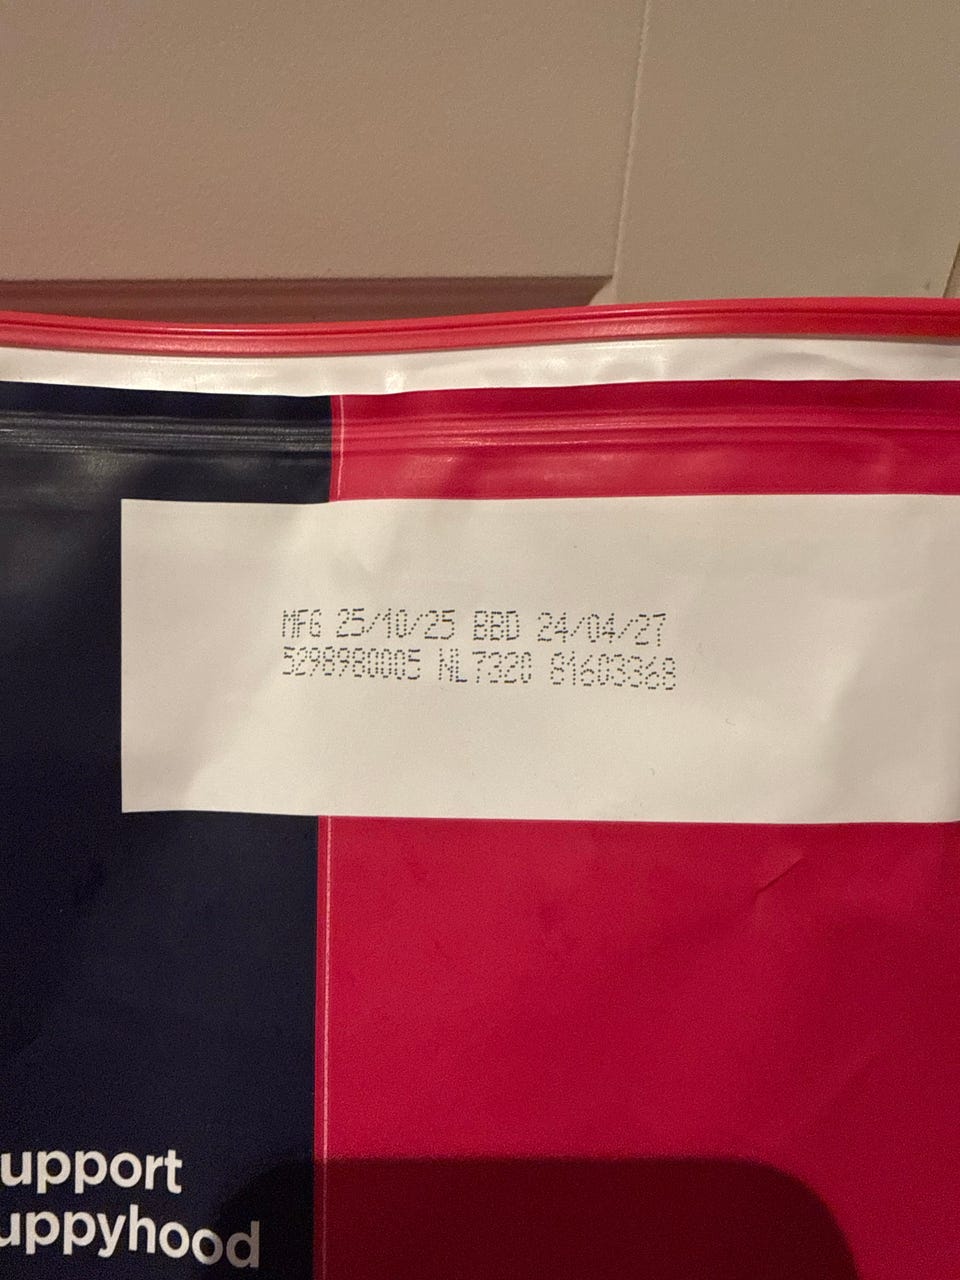 MFG 25/10/25 BBD 24/04/27
5298980005 NL7320 81603368
upport
uppyhood